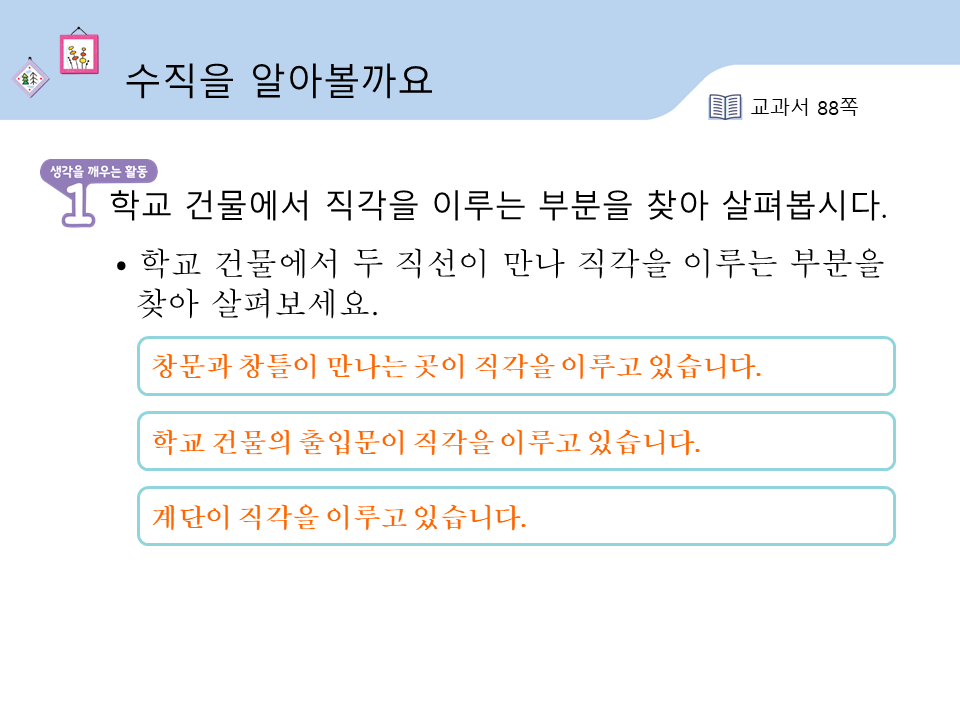 수직을 알아볼까요
교과서 88쪽
생각을 깨우는 활동
1 학교 건물에서 직각을 이루는 부분을 찾아 살펴봅시다.
• 학교 건물에서 두 직선이 만나 직각을 이루는 부분을
찾아 살펴보세요.
창문과 창틀이 만나는 곳이 직각을 이루고 있습니다.
학교 건물의 출입문이 직각을 이루고 있습니다.
계단이 직각을 이루고 있습니다.